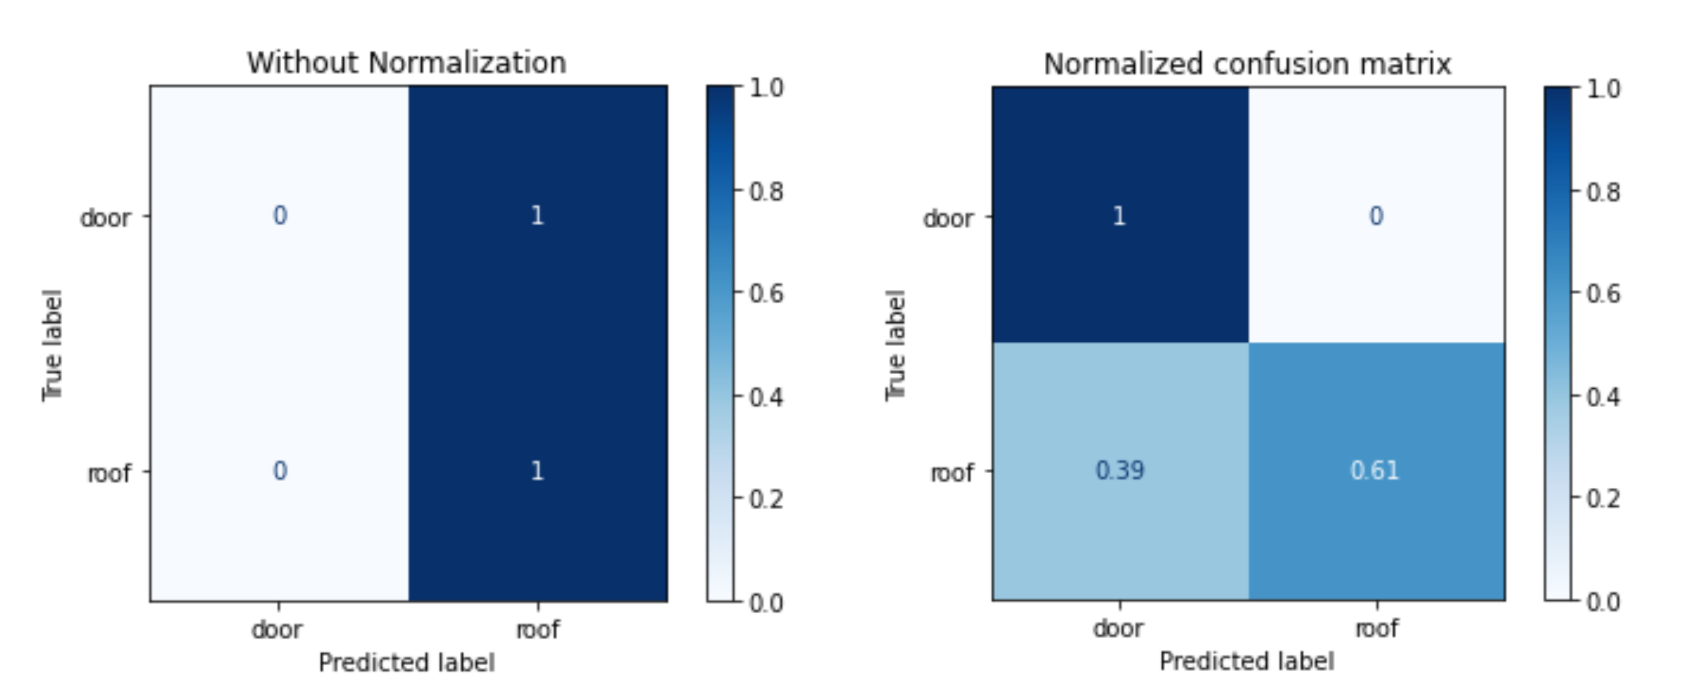 Without Normalization
1.0
0.8
0.6
0.4
0.2
0.0
door
roof
True label
0
1
0
1
door
roof
Predicted label
Normalized confusion matrix
1.0
0.8
0.6
0.4
0.2
0.0
door
roof
True label
1
0
0.39
0.61
door
roof
Predicted label